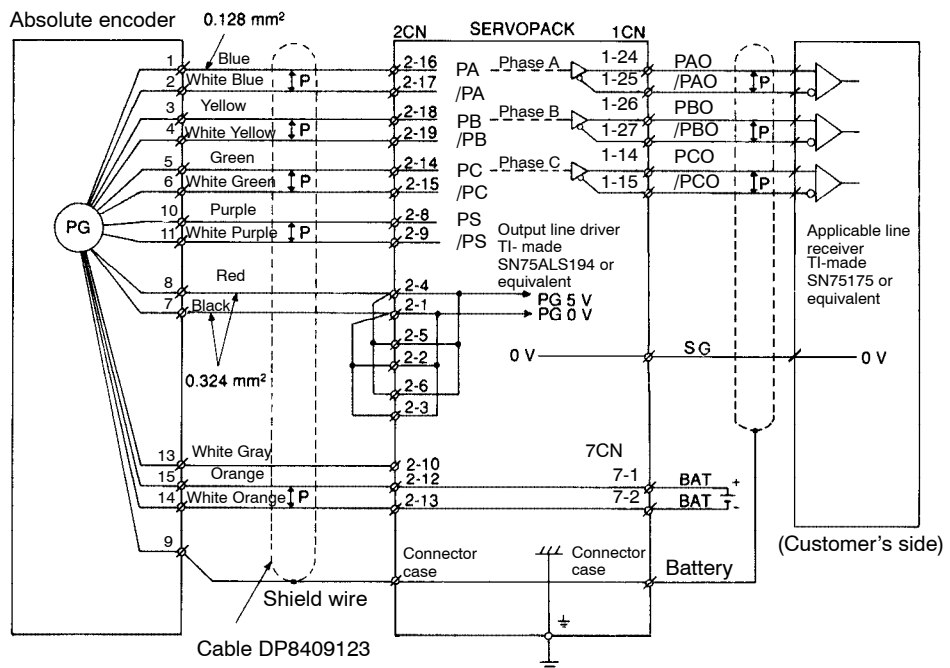 Absolute encoder
0.128 mm²
2CN SERVOPACK 1CN
1 Blue 2-16 PA Phase A 1-24 PAO
2 White Blue P 2-17 /PA 1-25 /PAO P
3 Yellow 2-18 PB Phase B 1-26 PBO
4 White Yellow P 2-19 /PB 1-27 /PBO P
5 Green 2-14 PC Phase C 1-14 PCO
6 White Green P 2-15 /PC 1-15 /PCO P
PG
10 Purple 2-8 PS
11 White Purple P 2-9 /PS
Output line driver
TI- made
SN75ALS194 or
equivalent
Applicable line
receiver
TI-made
SN75175 or
equivalent
8 Red 2-4 PG 5 V
7 Black 2-1 PG 0 V
2-5
0 V SG 0 V
2-2
0.324 mm²
2-6
2-3
7CN
13 White Gray 2-10
15 Orange 2-12 7-1 BAT +
14 White Orange P 2-13 7-2 BAT -
9
(Customer's side)
Connector
case
Connector
case
Battery
Shield wire
Cable DP8409123